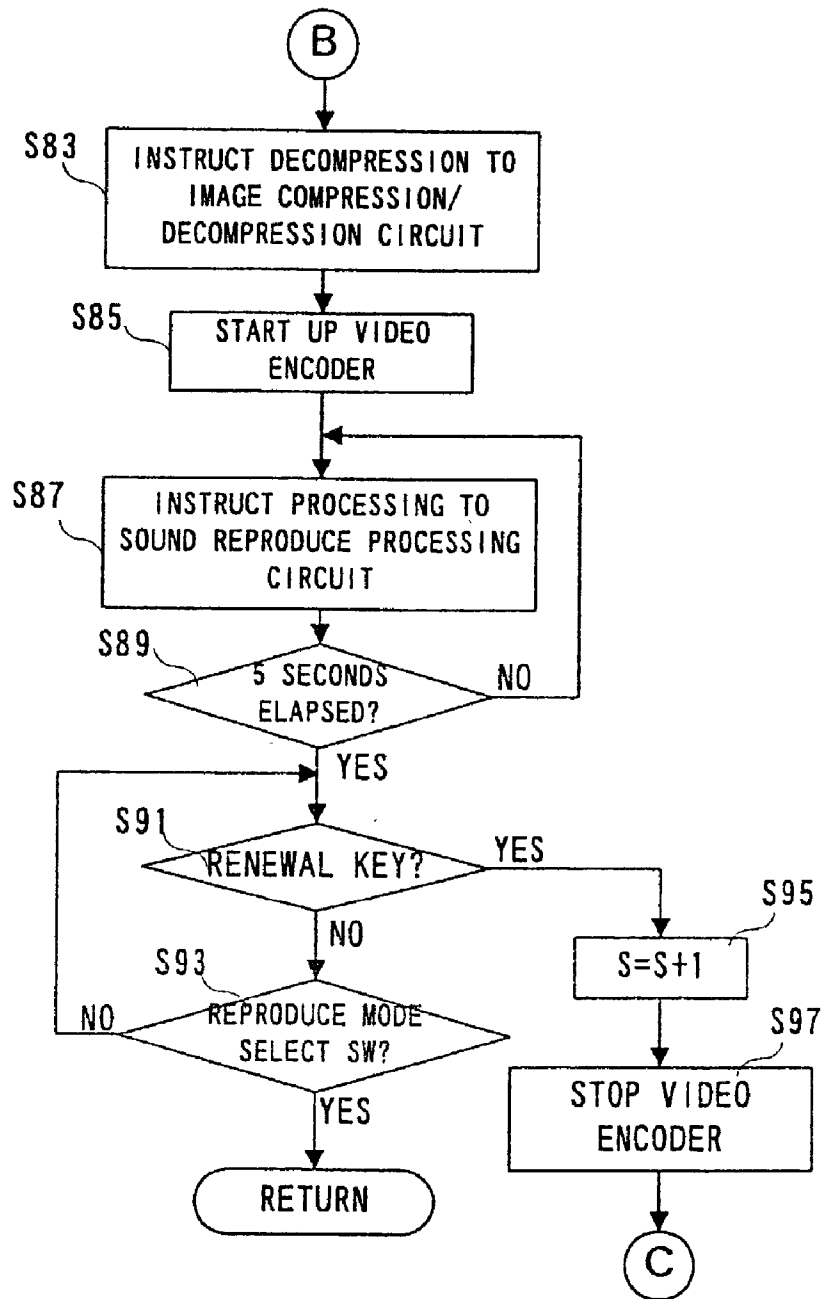 B
S83
INSTRUCT DECOMPRESSION TO
IMAGE COMPRESSION/
DECOMPRESSION CIRCUIT
S85
START UP VIDEO
ENCODER
S87
INSTRUCT PROCESSING TO
SOUND REPRODUCE PROCESSING
CIRCUIT
S89
5 SECONDS
ELAPSED?
NO
YES
S91
RENEWAL KEY?
YES
NO
S95
S=S+1
S93
REPRODUCE MODE
SELECT SW?
NO
YES
S97
STOP VIDEO
ENCODER
RETURN
C